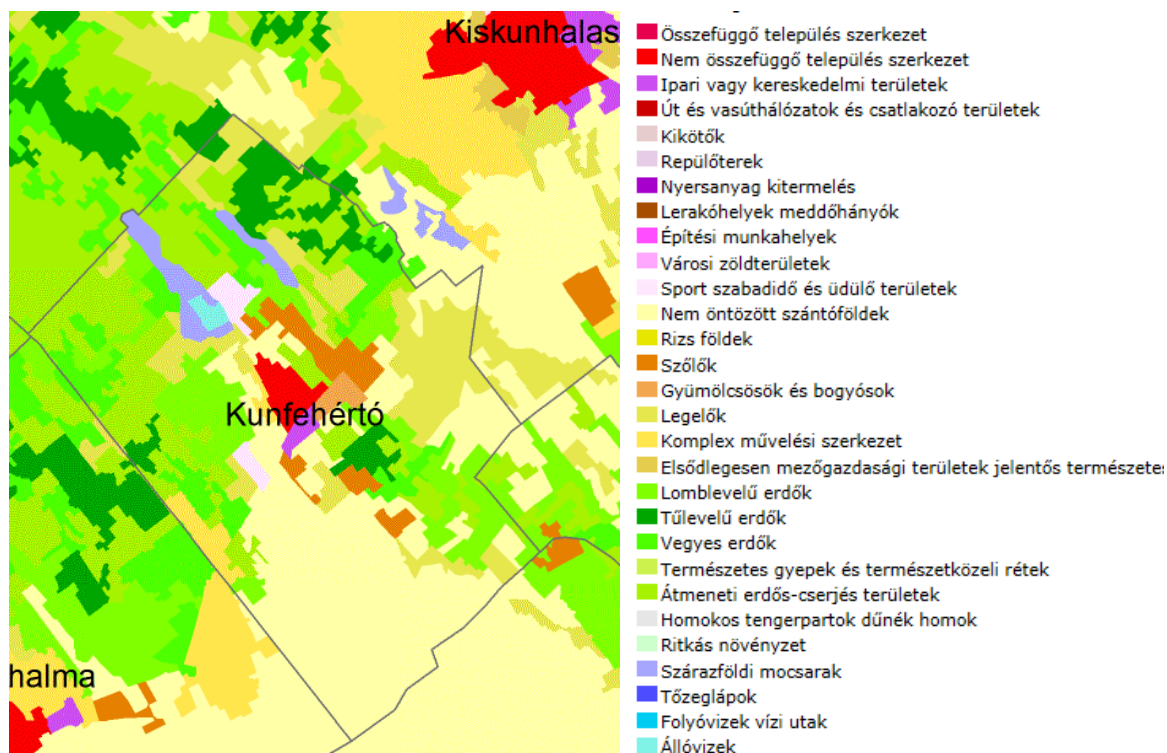 Kiskunhalas
Kunfehértó
halma
Összefüggő település szerkezet
Nem összefüggő település szerkezet
Ipari vagy kereskedelmi területek
Út és vasúthálózatok és csatlakozó területek
Kikötők
Repülőterek
Nyersanyag kitermelés
Lerakóhelyek meddőhányók
Építési munkahelyek
Városi zöldterületek
Sport szabadidő és üdülő területek
Nem öntözött szántóföldek
Rizs földek
Szőlők
Gyümölcsösök és bogyósok
Legelők
Komplex művelési szerkezet
Elsődlegesen mezőgazdasági területek jelentős természetes
Lomblevelű erdők
Tűlevelű erdők
Vegyes erdők
Természetes gyepek és természetközeli rétek
Átmeneti erdős-cserjés területek
Homokos tengerpartok dűnék homok
Ritkás növényzet
Szárazföldi mocsarak
Tőzeglápok
Folyóvizek vízi utak
Állóvizek